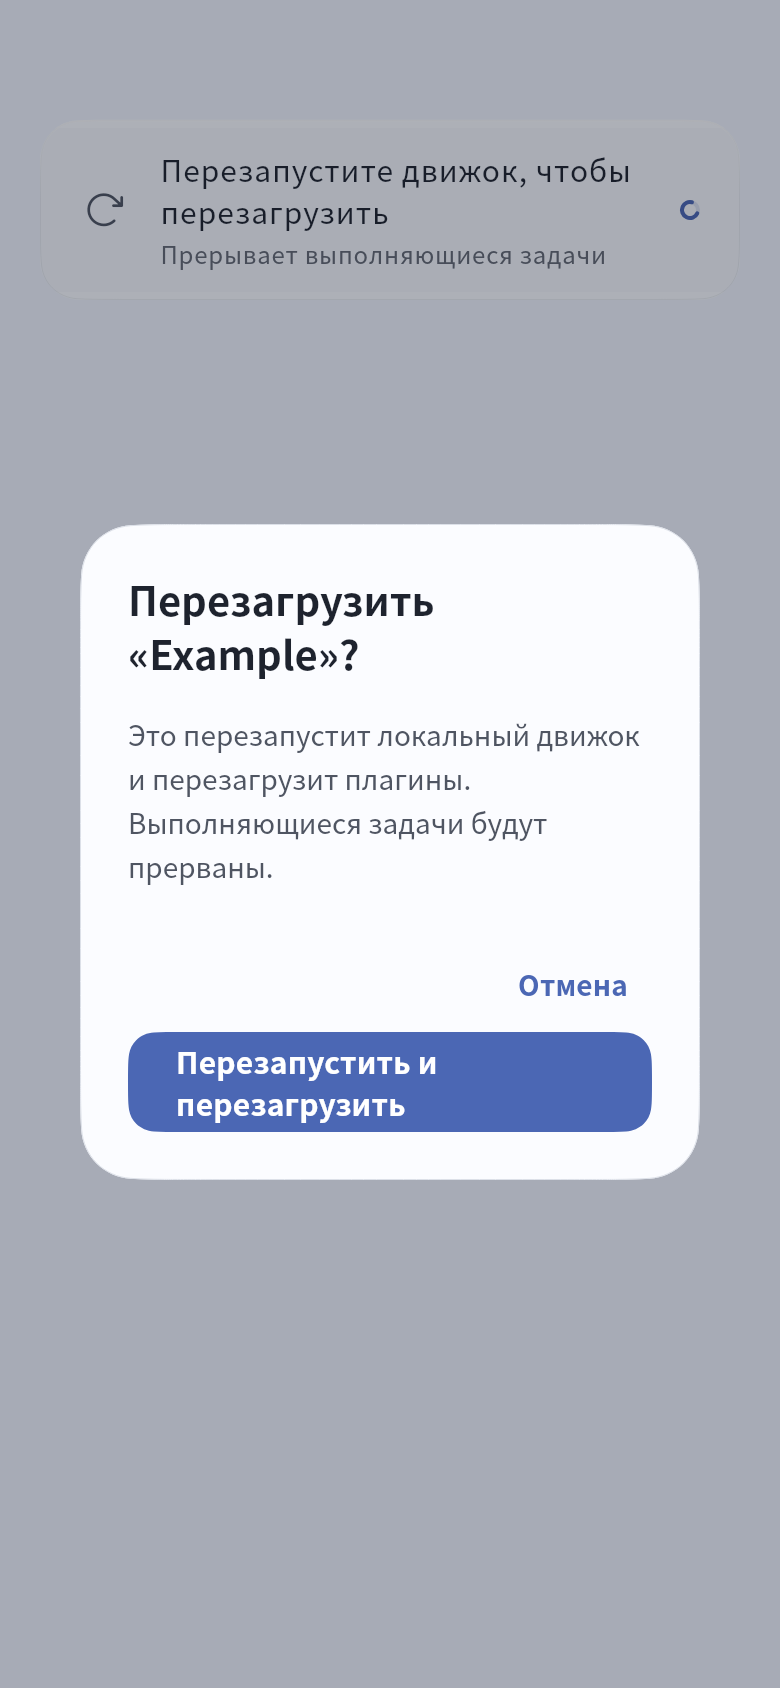 Перезапустите движок, чтобы
перезагрузить
Прерывает выполняющиеся задачи
Перезагрузить
«Example»?
Это перезапустит локальный движок
и перезагрузит плагины.
Выполняющиеся задачи будут
прерваны.
Отмена
Перезапустить и
перезагрузить